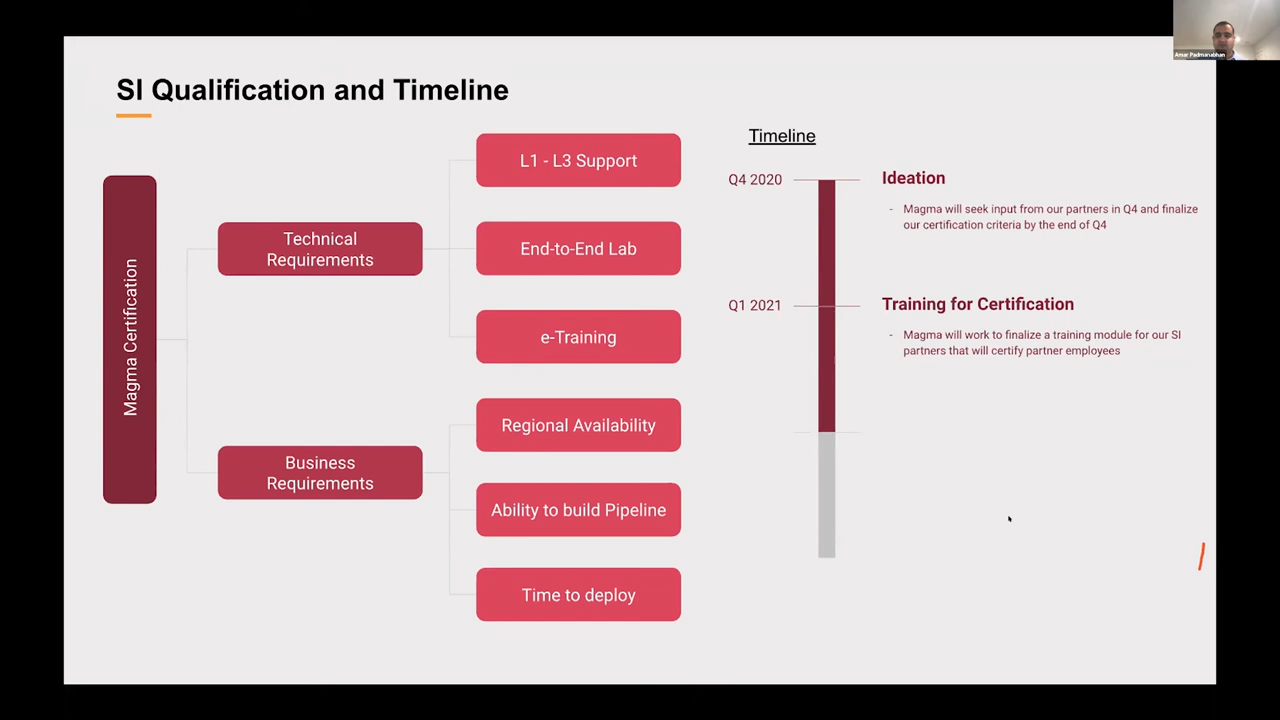 Amar Padmanabhan
SI Qualification and Timeline
Magma Certification
Technical
Requirements
Business
Requirements
L1 - L3 Support
End-to-End Lab
e-Training
Regional Availability
Ability to build Pipeline
Time to deploy
Timeline
Q4 2020
Ideation
- Magma will seek input from our partners in Q4 and finalize
our certification criteria by the end of Q4
Q1 2021
Training for Certification
- Magma will work to finalize a training module for our SI
partners that will certify partner employees